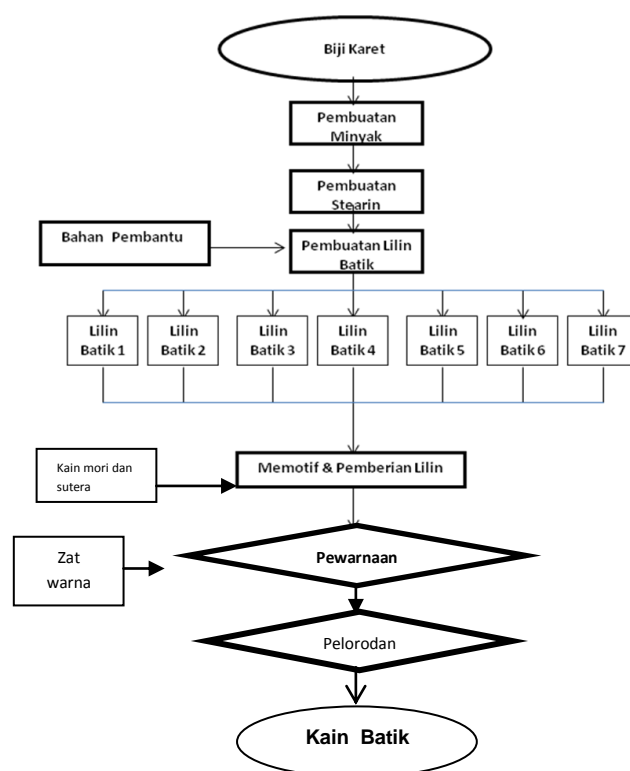 Biji Karet
Pembuatan
Minyak
Pembuatan
Stearin
Bahan Pembantu
Pembuatan Lilin
Batik
Lilin
Batik 1
Lilin
Batik 2
Lilin
Batik 3
Lilin
Batik 4
Lilin
Batik 5
Lilin
Batik 6
Lilin
Batik 7
Kain mori dan
sutera
Memotif & Pemberian Lilin
Zat
warna
Pewarnaan
Pelorodan
Kain Batik